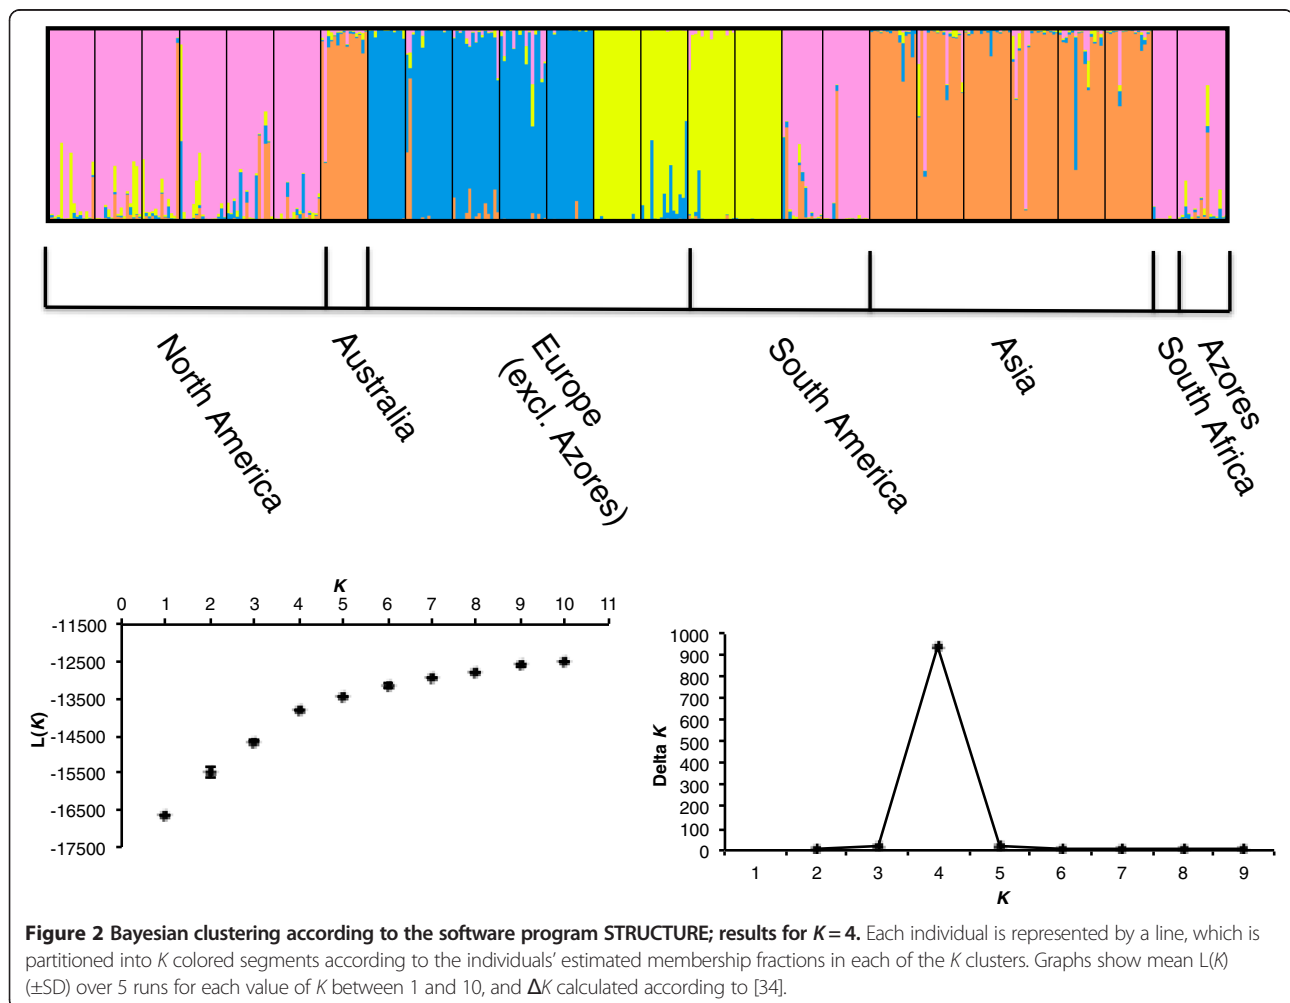 North America
Australia
Europe
(excl. Azores)
South America
Asia
South Africa
Azores
K
0 1 2 3 4 5 6 7 8 9 10 11
-11500
-12500
-13500
-14500
-15500
-16500
-17500
L(K)
1000
900
800
700
600
500
400
300
200
100
0
Delta K
1 2 3 4 5 6 7 8 9
K
Figure 2 Bayesian clustering according to the software program STRUCTURE; results for K = 4. Each individual is represented by a line, which is
partitioned into K colored segments according to the individuals' estimated membership fractions in each of the K clusters. Graphs show mean L(K)
(±SD) over 5 runs for each value of K between 1 and 10, and ΔK calculated according to [34].